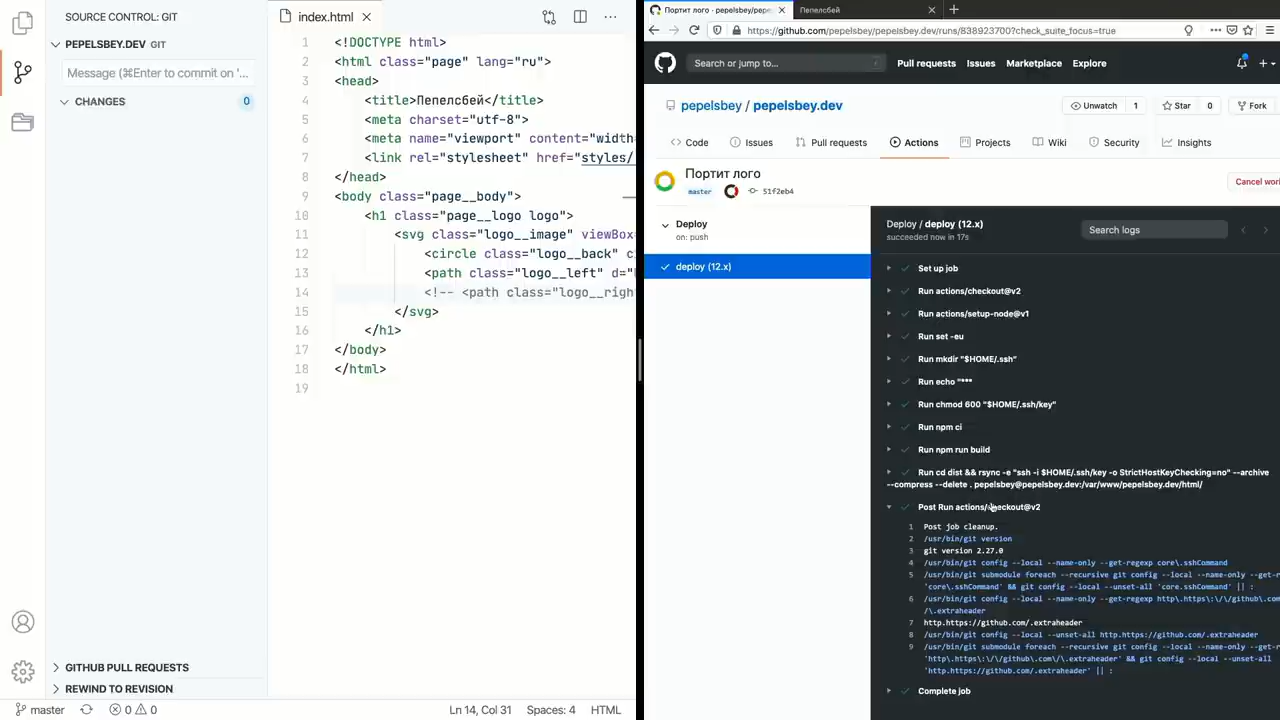 SOURCE CONTROL: GIT
PEPELSBEY.DEV GIT
Message (⌘Enter to commit on '...
CHANGES 0
GITHUB PULL REQUESTS
REWIND TO REVISION
master 0 0
index.html
1 <!DOCTYPE html>
2 <html class="page" lang="ru">
3 <head>
4 <title>Пепелсбей</title>
5 <meta charset="utf-8">
6 <meta name="viewport" content="width=
7 <link rel="stylesheet" href="styles/
8 </head>
9 <body class="page__body">
10 <h1 class="page__logo logo">
11 <svg class="logo__image" viewBox=
12 <circle class="logo__back" c
13 <path class="logo__left" d="
14 <!-- <path class="logo__righ
15 </svg>
16 </h1>
17 </body>
18 </html>
19
Ln 14, Col 31 Spaces: 4 HTML
Портит лого · pepelsbey/pepe
Пепелсбей
https://github.com/pepelsbey/pepelsbey.dev/runs/838923700?check_suite_focus=true
Search or jump to... /
Pull requests Issues Marketplace Explore
pepelsbey / pepelsbey.dev
Unwatch 1 Star 0 Fork
Code Issues Pull requests Actions Projects Wiki Security Insights
Портит лого
master 51f2eb4
Cancel wor
Deploy
on: push
deploy (12.x)
Deploy / deploy (12.x)
succeeded now in 17s
Search logs
Set up job
Run actions/checkout@v2
Run actions/setup-node@v1
Run set -eu
Run mkdir "$HOME/.ssh"
Run echo "***
Run chmod 600 "$HOME/.ssh/key"
Run npm ci
Run npm run build
Run cd dist && rsync -e "ssh -i $HOME/.ssh/key -o StrictHostKeyChecking=no" --archive
--compress --delete . pepelsbey@pepelsbey.dev:/var/www/pepelsbey.dev/html/
Post Run actions/checkout@v2
1 Post job cleanup.
2 /usr/bin/git version
3 git version 2.27.0
4 /usr/bin/git config --local --name-only --get-regexp core\.sshCommand
5 /usr/bin/git submodule foreach --recursive git config --local --name-only --get-r
'core\.sshCommand' && git config --local --unset-all 'core.sshCommand' || :
6 /usr/bin/git config --local --name-only --get-regexp http\.https\:\/\/github\.com
/\.extraheader
7 http.https://github.com/.extraheader
8 /usr/bin/git config --local --unset-all http.https://github.com/.extraheader
9 /usr/bin/git submodule foreach --recursive git config --local --name-only --get-r
'http\.https\:\/\/github\.com\/\.extraheader' && git config --local --unset-all
'http.https://github.com/.extraheader' || :
Complete job